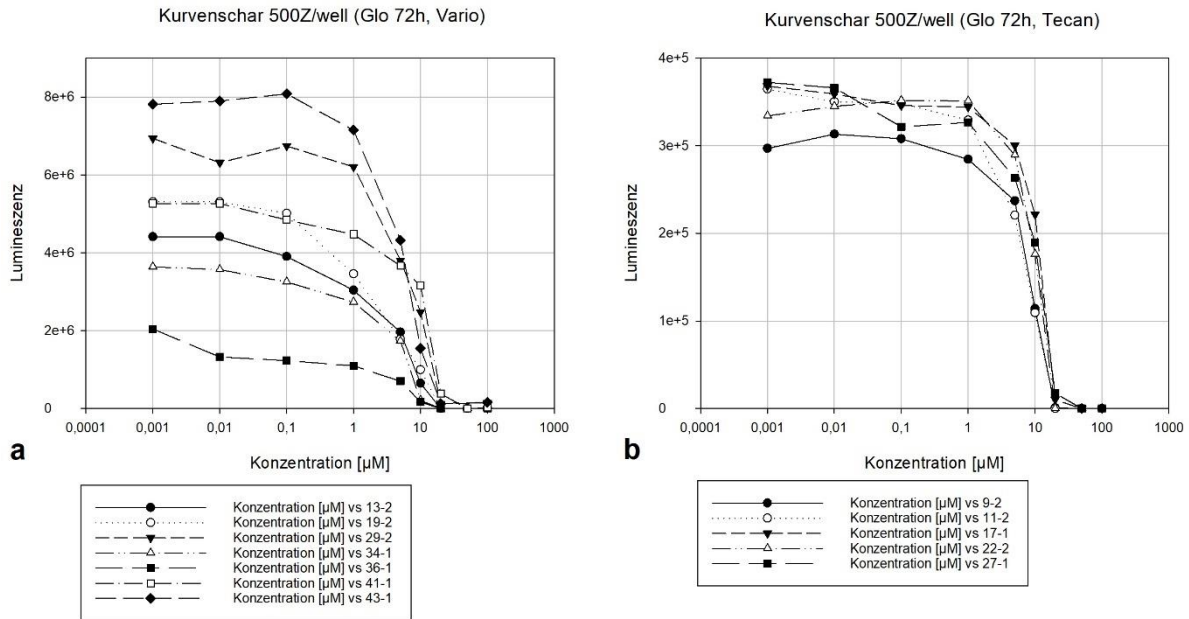 Kurvenschar 500Z/well (Glo 72h, Vario)
8e+6
6e+6
4e+6
2e+6
0
Lumineszenz
0,0001 0,001 0,01 0,1 1 10 100 1000
Konzentration [µM]
a
Konzentration [µM] vs 13-2
Konzentration [µM] vs 19-2
Konzentration [µM] vs 29-2
Konzentration [µM] vs 34-1
Konzentration [µM] vs 36-1
Konzentration [µM] vs 41-1
Konzentration [µM] vs 43-1
Kurvenschar 500Z/well (Glo 72h, Tecan)
4e+5
3e+5
2e+5
1e+5
0
Lumineszenz
0,0001 0,001 0,01 0,1 1 10 100 1000
Konzentration [µM]
b
Konzentration [µM] vs 9-2
Konzentration [µM] vs 11-2
Konzentration [µM] vs 17-1
Konzentration [µM] vs 22-2
Konzentration [µM] vs 27-1